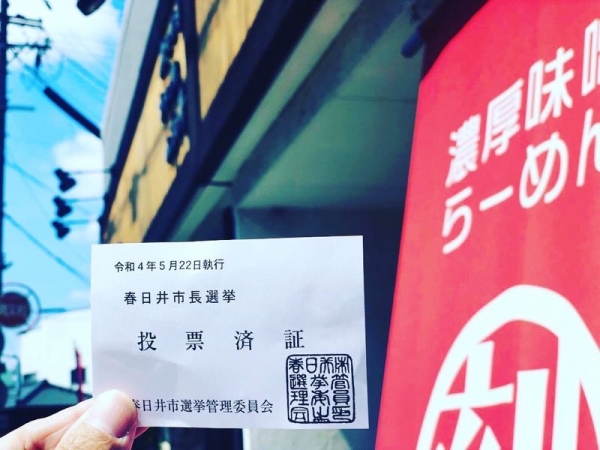 令和4年5月22日執行
春日井市長選挙
投票済証
春日井市選挙管理委員会
濃厚味噌
らーめん